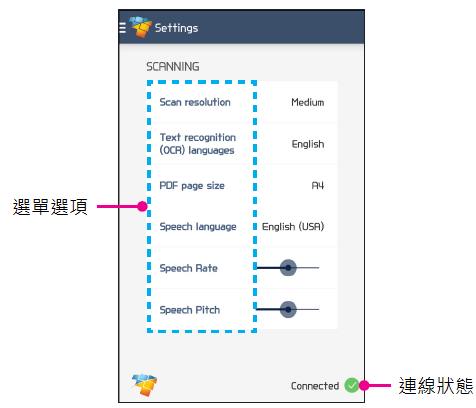 Settings
SCANNING
Scan resolution Medium
Text recognition
(OCR) languages English
PDF page size A4
選單選項
Speech language English (USA)
Speech Rate
Speech Pitch
Connected
連線狀態